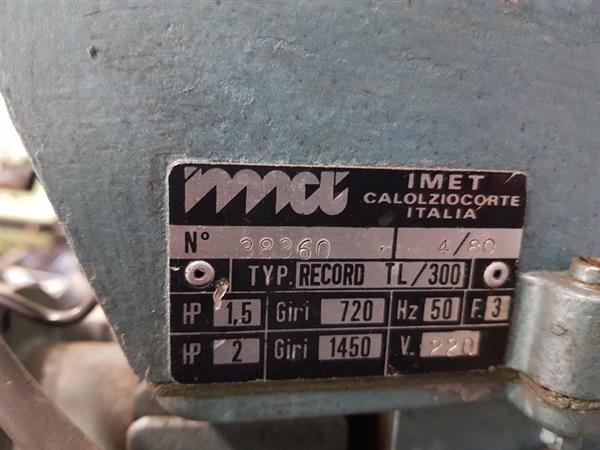 imet IMET
CALOLZIOCORTE
ITALIA
N° 38360 4/80
TYP. RECORD TL/300
HP 1,5 Giri 720 Hz 50 F. 3
HP 2 Giri 1450 V. 220